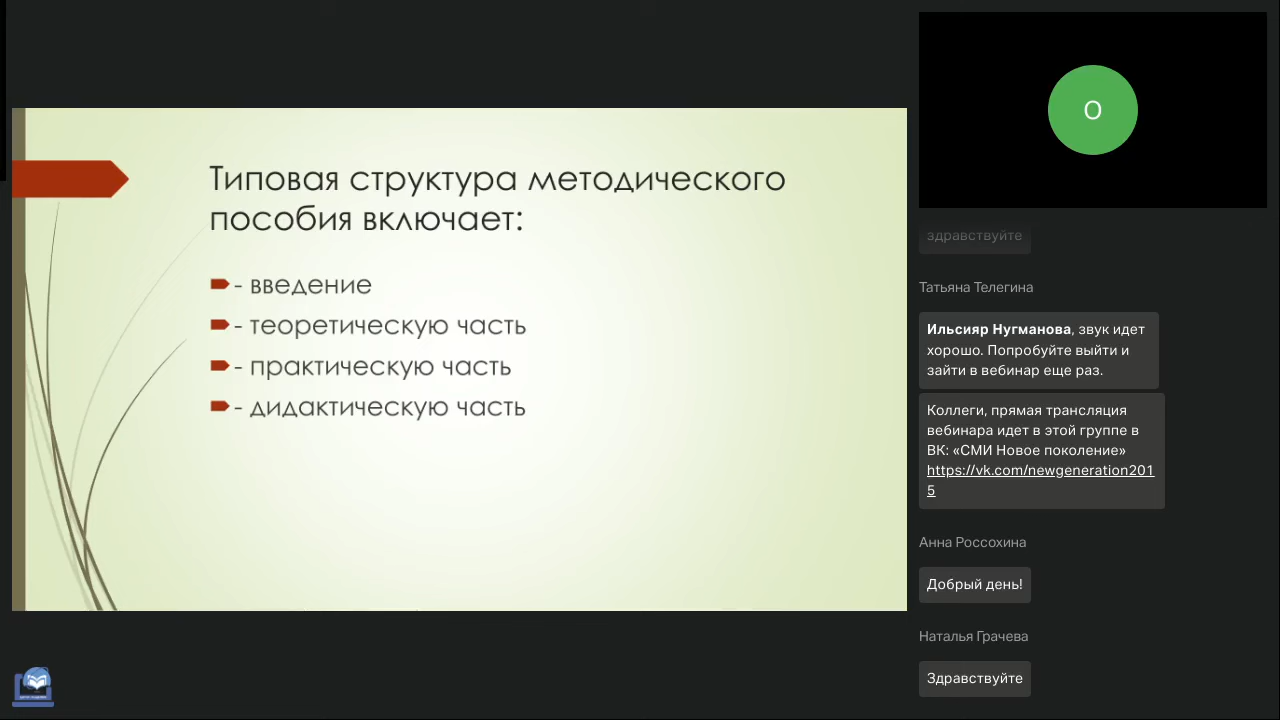 Типовая структура методического
пособия включает:
- введение
- теоретическую часть
- практическую часть
- дидактическую часть
О
здравствуйте
Татьяна Телегина
Ильсияр Нугманова, звук идет
хорошо. Попробуйте выйти и
зайти в вебинар еще раз.
Коллеги, прямая трансляция
вебинара идет в этой группе в
ВК: «СМИ Новое поколение»
https://vk.com/newgeneration201
5
Анна Россохина
Добрый день!
Наталья Грачева
Здравствуйте